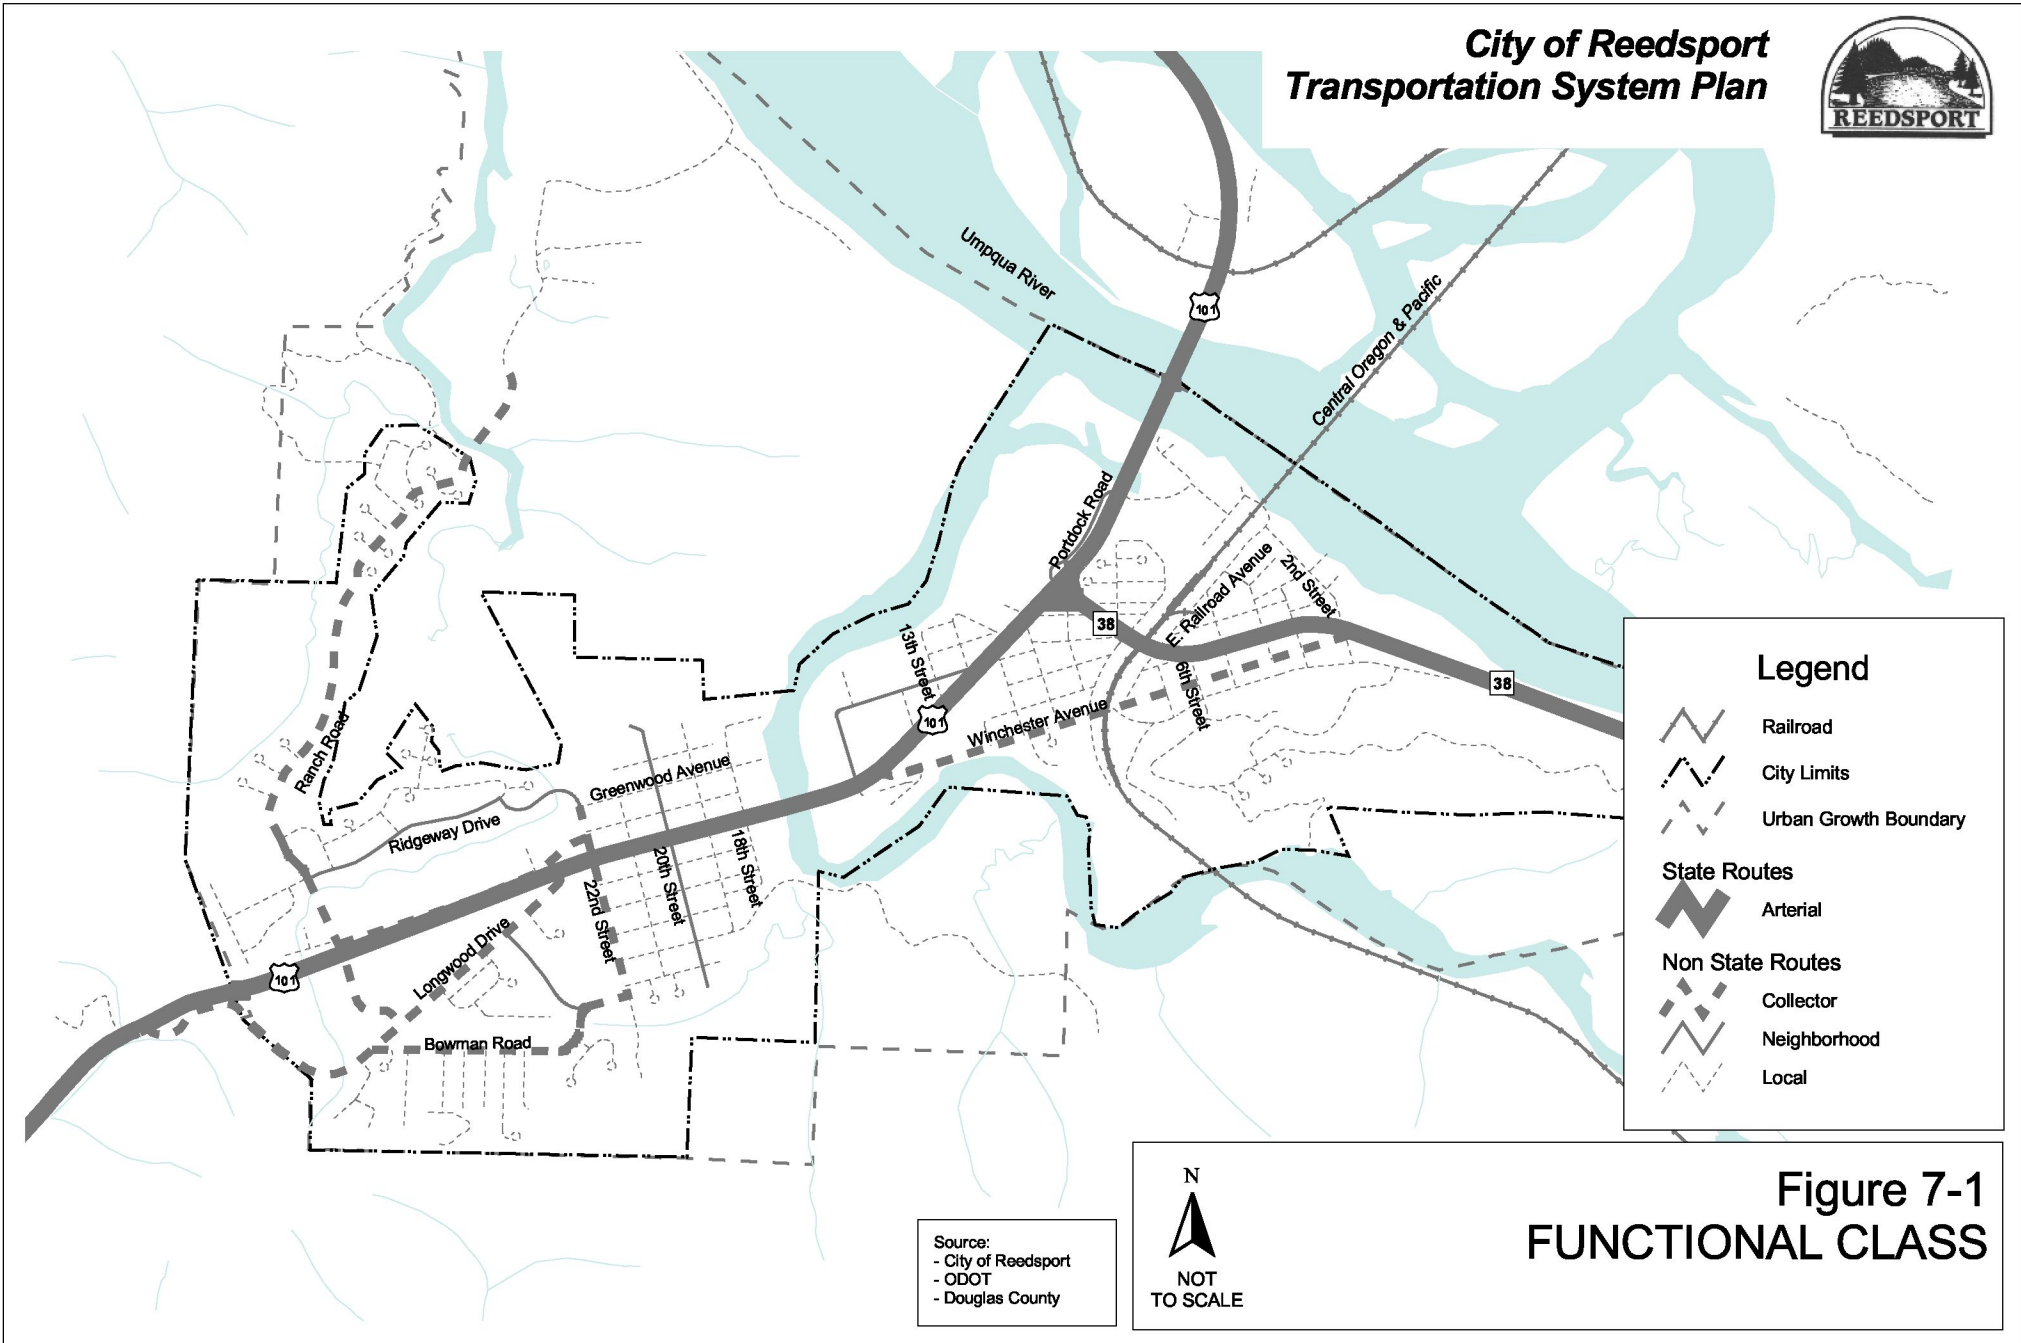 City of Reedsport
Transportation System Plan
REEDSPORT
Umpqua River
101
Central Oregon & Pacific
Portdock Road
E. Railroad Avenue
2nd Street
38
13th Street
6th Street
38
101
Winchester Avenue
Ranch Road
Greenwood Avenue
Ridgeway Drive
18th Street
20th Street
22nd Street
Longwood Drive
101
Bowman Road
Legend
Railroad
City Limits
Urban Growth Boundary
State Routes
Arterial
Non State Routes
Collector
Neighborhood
Local
Source:
- City of Reedsport
- ODOT
- Douglas County
N
NOT
TO SCALE
Figure 7-1
FUNCTIONAL CLASS